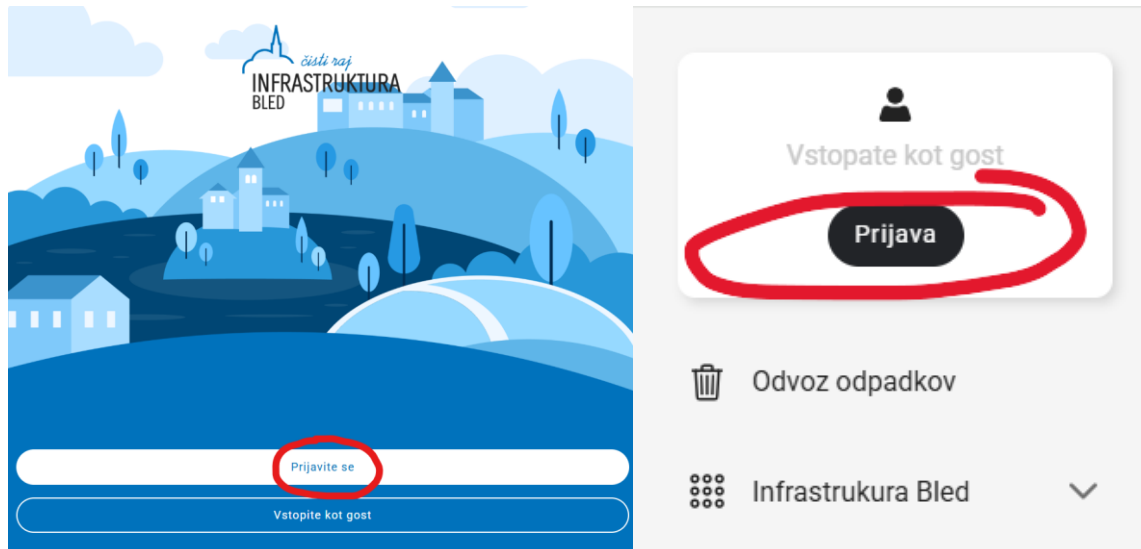 čisti raj
INFRASTRUKTURA
BLED
Prijavite se
Vstopite kot gost
Vstopate kot gost
Prijava
Odvoz odpadkov
Infrastrukura Bled